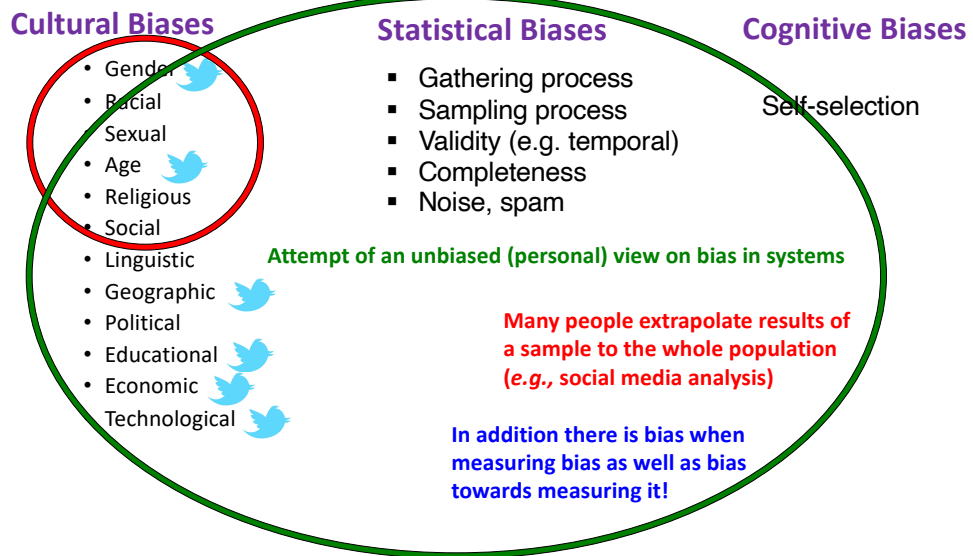 Cultural Biases
• Gender
• Racial
• Sexual
• Age
• Religious
• Social
• Linguistic
• Geographic
• Political
• Educational
• Economic
Technological
Statistical Biases
▪ Gathering process
▪ Sampling process
▪ Validity (e.g. temporal)
▪ Completeness
▪ Noise, spam
Cognitive Biases
Self-selection
Attempt of an unbiased (personal) view on bias in systems
Many people extrapolate results of
a sample to the whole population
(e.g., social media analysis)
In addition there is bias when
measuring bias as well as bias
towards measuring it!